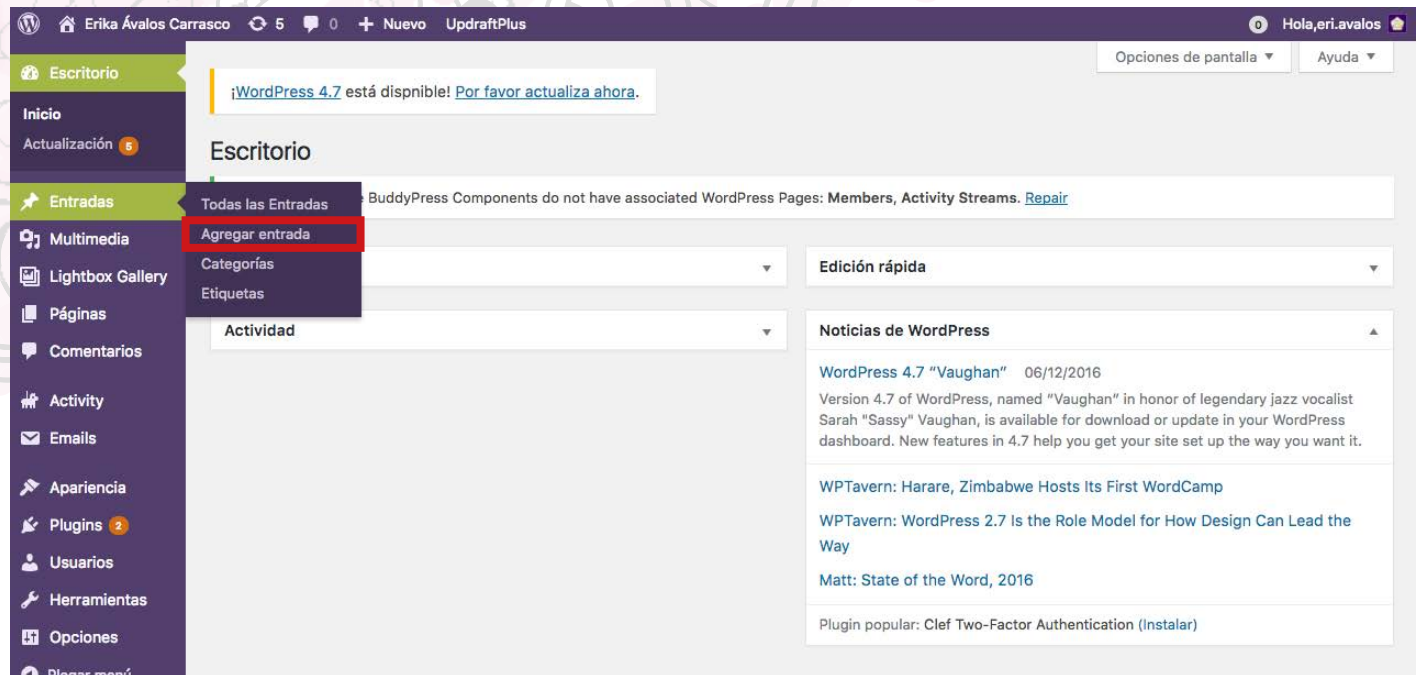 Erika Ávalos Carrasco 5 0 + Nuevo UpdraftPlus 0 Hola,eri.avalos
Opciones de pantalla Ayuda
Escritorio
¡WordPress 4.7 está dispnible! Por favor actualiza ahora.
Inicio
Actualización 5
Escritorio
Entradas
Todas las Entradas
BuddyPress Components do not have associated WordPress Pages: Members, Activity Streams. Repair
Agregar entrada
Categorías
Etiquetas
Multimedia
Lightbox Gallery
Páginas
Comentarios
Activity
Emails
Apariencia
Plugins 2
Usuarios
Herramientas
Opciones
Plegar menú
Actividad
Edición rápida
Noticias de WordPress
WordPress 4.7 “Vaughan” 06/12/2016
Version 4.7 of WordPress, named “Vaughan” in honor of legendary jazz vocalist
Sarah "Sassy" Vaughan, is available for download or update in your WordPress
dashboard. New features in 4.7 help you get your site set up the way you want it.
WPTavern: Harare, Zimbabwe Hosts Its First WordCamp
WPTavern: WordPress 2.7 Is the Role Model for How Design Can Lead the
Way
Matt: State of the Word, 2016
Plugin popular: Clef Two-Factor Authentication (Instalar)